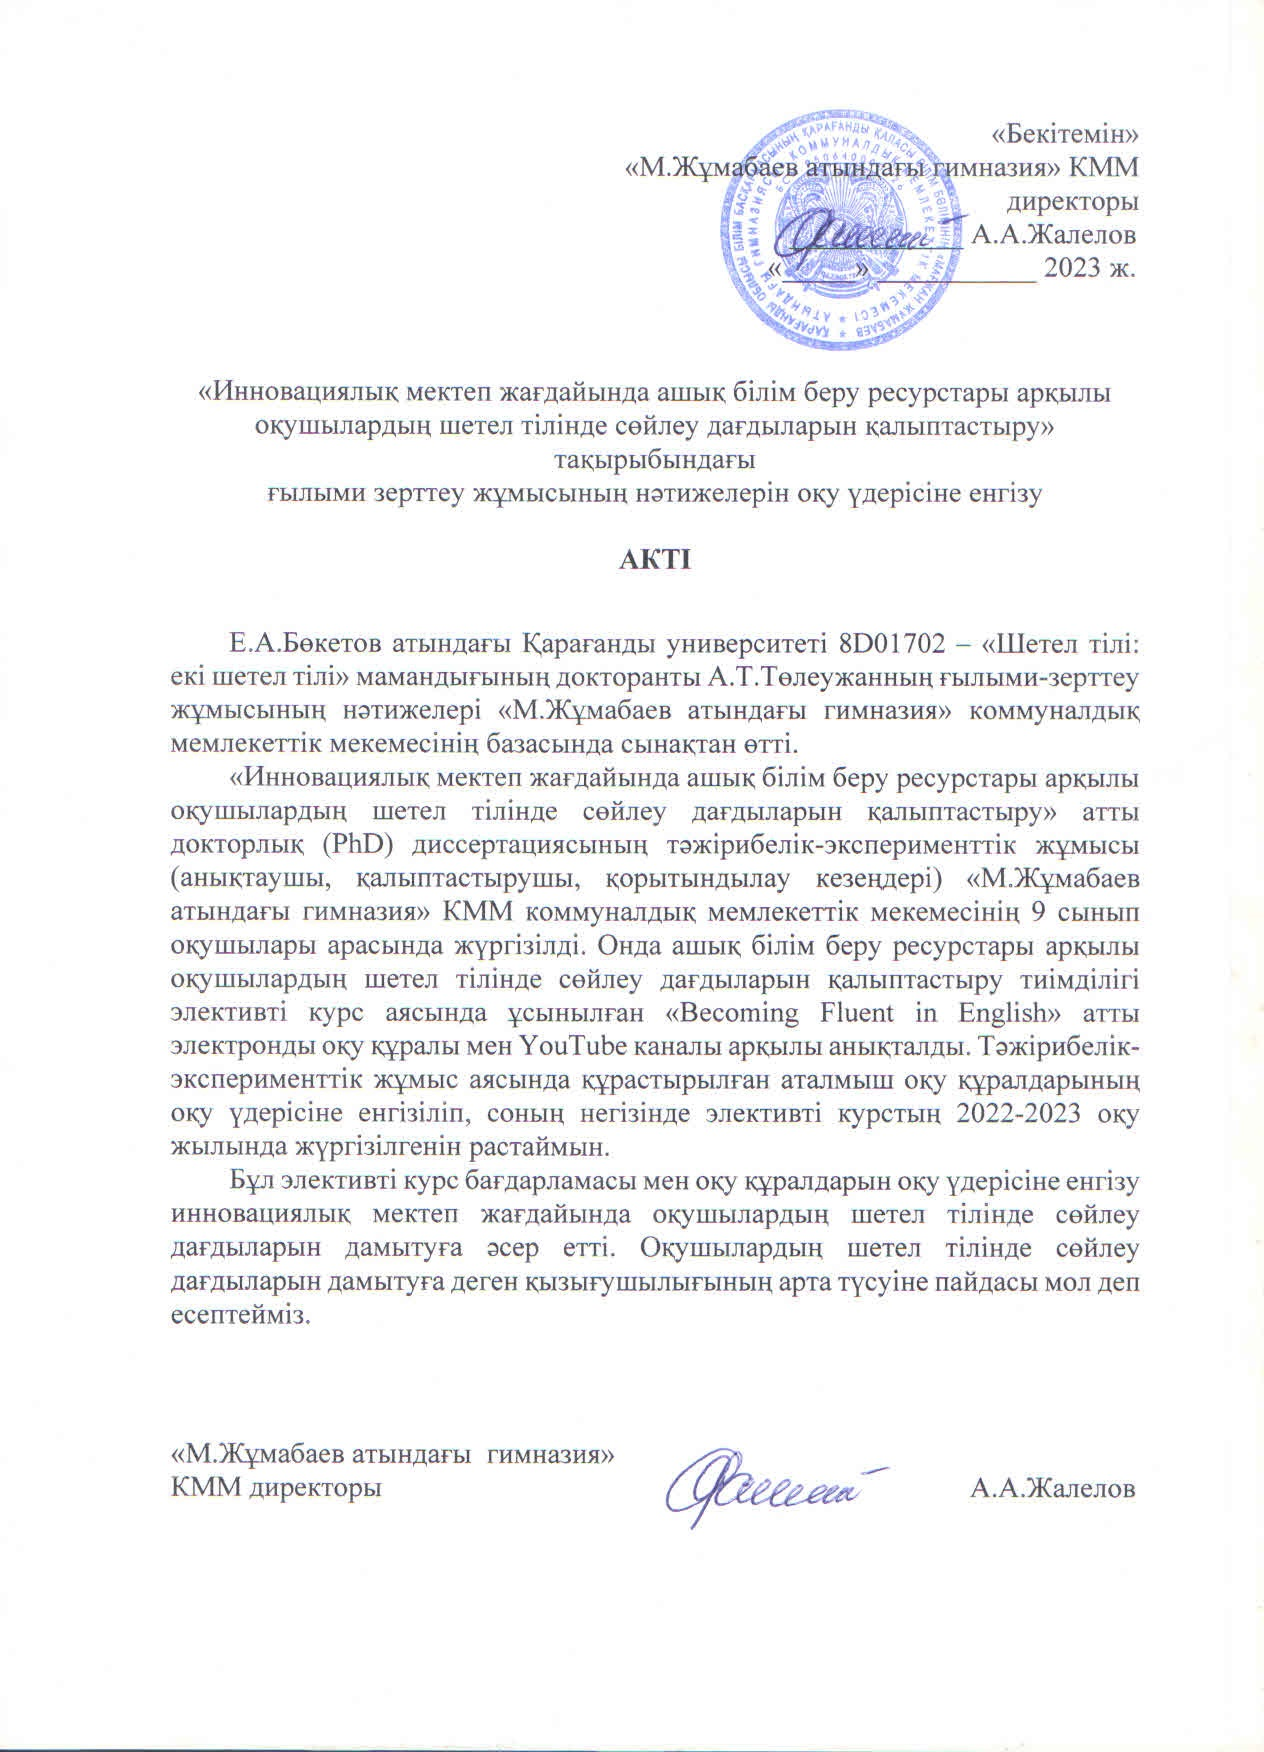 «Бекітемін»
«М.Жұмабаев атындағы гимназия» КММ
директоры
____________ А.А.Жалелов
«_____» ___________ 2023 ж.
«Инновациялық мектеп жағдайында ашық білім беру ресурстары арқылы
оқушылардың шетел тілінде сөйлеу дағдыларын қалыптастыру»
тақырыбындағы
ғылыми зерттеу жұмысының нәтижелерін оқу үдерісіне енгізу
АКТІ
Е.А.Бөкетов атындағы Қарағанды университеті 8D01702 – «Шетел тілі:
екі шетел тілі» мамандығының докторанты А.Т.Төлеужанның ғылыми-зерттеу
жұмысының нәтижелері «М.Жұмабаев атындағы гимназия» коммуналдық
мемлекеттік мекемесінің базасында сынақтан өтті.
«Инновациялық мектеп жағдайында ашық білім беру ресурстары арқылы
оқушылардың шетел тілінде сөйлеу дағдыларын қалыптастыру» атты
докторлық (PhD) диссертациясының тәжірибелік-эксперименттік жұмысы
(анықтаушы, қалыптастырушы, қорытындылау кезеңдері) «М.Жұмабаев
атындағы гимназия» КММ коммуналдық мемлекеттік мекемесінің 9 сынып
оқушылары арасында жүргізілді. Онда ашық білім беру ресурстары арқылы
оқушылардың шетел тілінде сөйлеу дағдыларын қалыптастыру тиімділігі
элективті курс аясында ұсынылған «Becoming Fluent in English» атты
электронды оқу құралы мен YouTube каналы арқылы анықталды. Тәжірибелік-
эксперименттік жұмыс аясында құрастырылған аталмыш оқу құралдарының
оқу үдерісіне енгізіліп, соның негізінде элективті курстың 2022-2023 оқу
жылында жүргізілгенін растаймын.
Бұл элективті курс бағдарламасы мен оқу құралдарын оқу үдерісіне енгізу
инновациялық мектеп жағдайында оқушылардың шетел тілінде сөйлеу
дағдыларын дамытуға әсер етті. Оқушылардың шетел тілінде сөйлеу
дағдыларын дамытуға деген қызығушылығының арта түсуіне пайдасы мол деп
есептейміз.
«М.Жұмабаев атындағы гимназия»
КММ директоры А.А.Жалелов